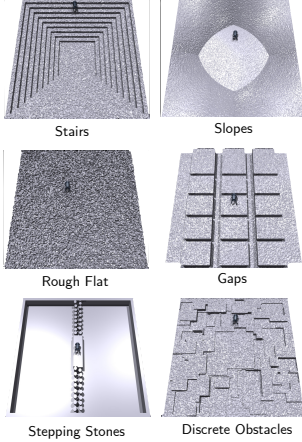 Stairs
Slopes
Rough Flat
Gaps
Stepping Stones
Discrete Obstacles